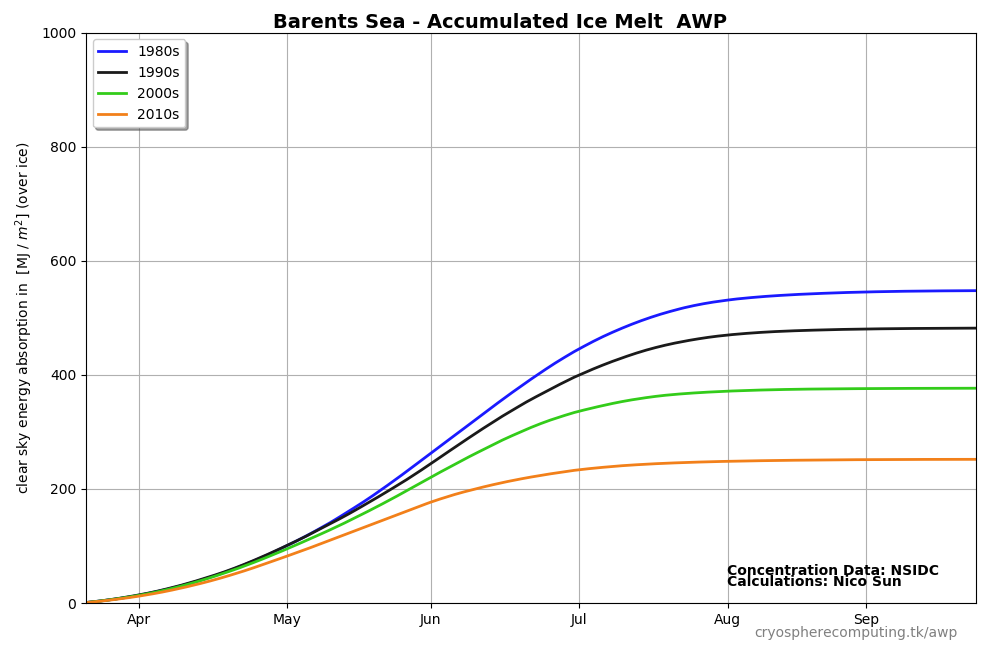 Barents Sea - Accumulated Ice Melt  AWP
1000
800
600
400
200
0
clear sky energy absorption in  [MJ / m²] (over ice)
1980s
1990s
2000s
2010s
Concentration Data: NSIDC
Calculations: Nico Sun
Apr
May
Jun
Jul
Aug
Sep
cryospherecomputing.tk/awp